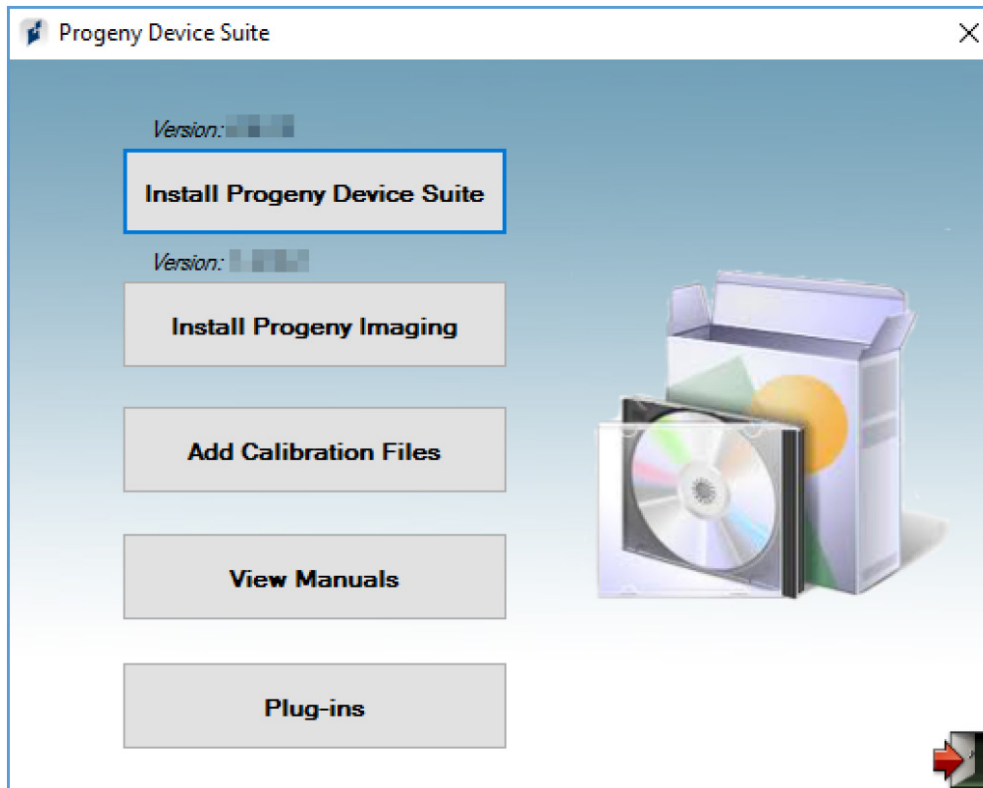 Progeny Device Suite
Version:
Install Progeny Device Suite
Version:
Install Progeny Imaging
Add Calibration Files
View Manuals
Plug-ins